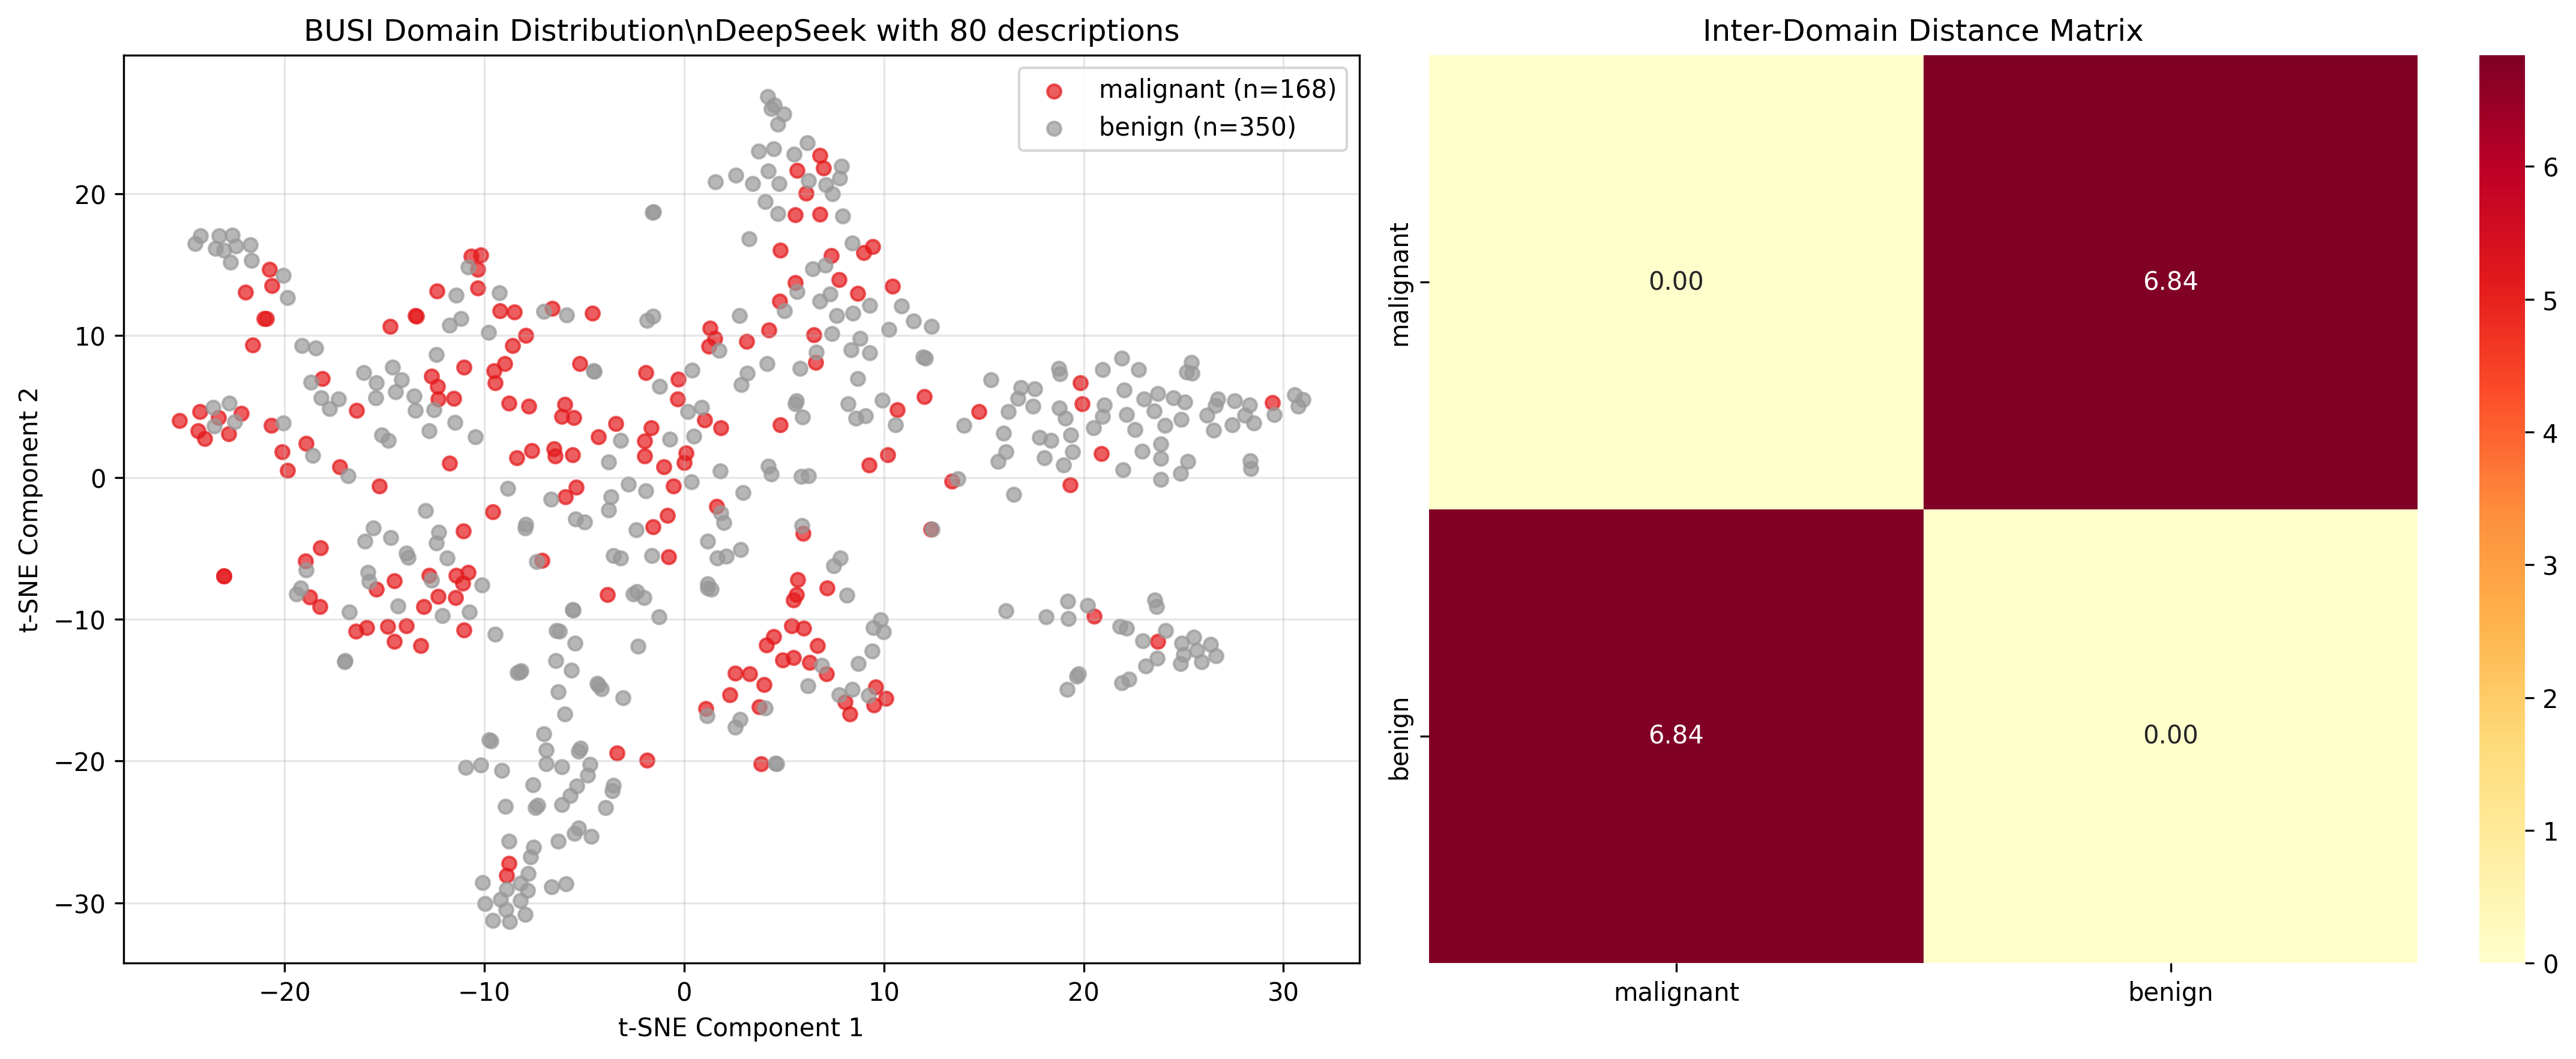 BUSI Domain Distribution\nDeepSeek with 80 descriptions
malignant (n=168)
benign (n=350)
20
10
0
−10
−20
−30
t-SNE Component 2
−20
−10
0
10
20
30
t-SNE Component 1
Inter-Domain Distance Matrix
malignant
benign
0.00
6.84
6.84
0.00
malignant
benign
6
5
4
3
2
1
0